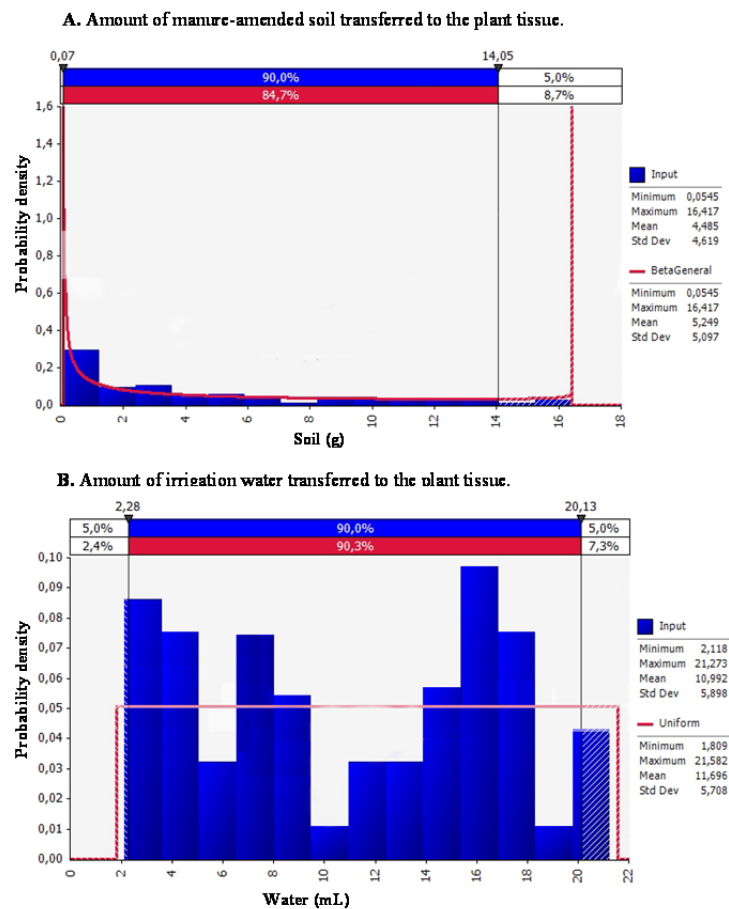 A. Amount of manure-amended soil transferred to the plant tissue.
0,07 14,05
90,0% 5,0%
84,7% 8,7%
Probability density
1,6
1,4
1,2
1,0
0,8
0,6
0,4
0,2
0,0
0 2 4 6 8 10 12 14 16 18
Soil (g)
Input
Minimum 0,0545
Maximum 16,417
Mean 4,485
Std Dev 4,619
BetaGeneral
Minimum 0,0545
Maximum 16,417
Mean 5,249
Std Dev 5,097
B. Amount of irrigation water transferred to the plant tissue.
2,28 20,13
5,0% 90,0% 5,0%
2,4% 90,3% 7,3%
Probability density
0,10
0,09
0,08
0,07
0,06
0,05
0,04
0,03
0,02
0,01
0,00
0 2 4 6 8 10 12 14 16 18 20 22
Water (mL)
Input
Minimum 2,118
Maximum 21,273
Mean 10,992
Std Dev 5,898
Uniform
Minimum 1,809
Maximum 21,582
Mean 11,696
Std Dev 5,708